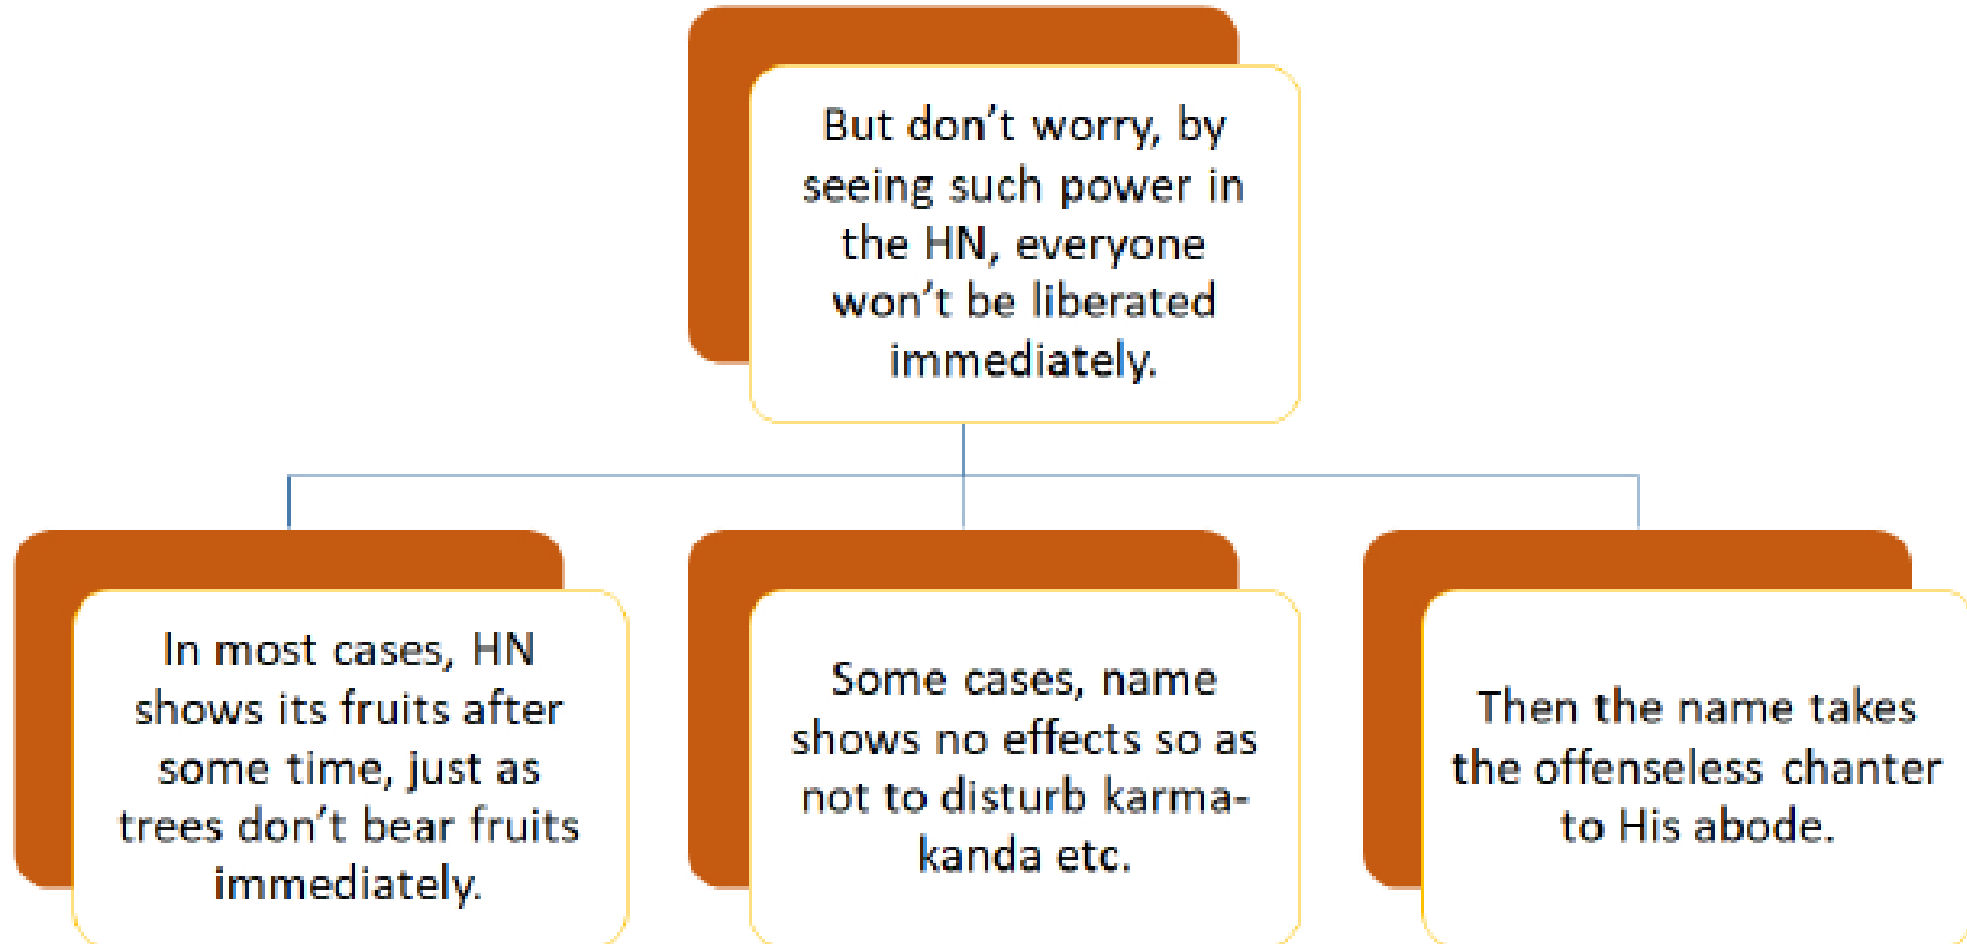 But don't worry, by
seeing such power in
the HN, everyone
won't be liberated
immediately.
In most cases, HN
shows its fruits after
some time, just as
trees don't bear fruits
immediately.
Some cases, name
shows no effects so as
not to disturb karma-
kanda etc.
Then the name takes
the offenseless chanter
to His abode.